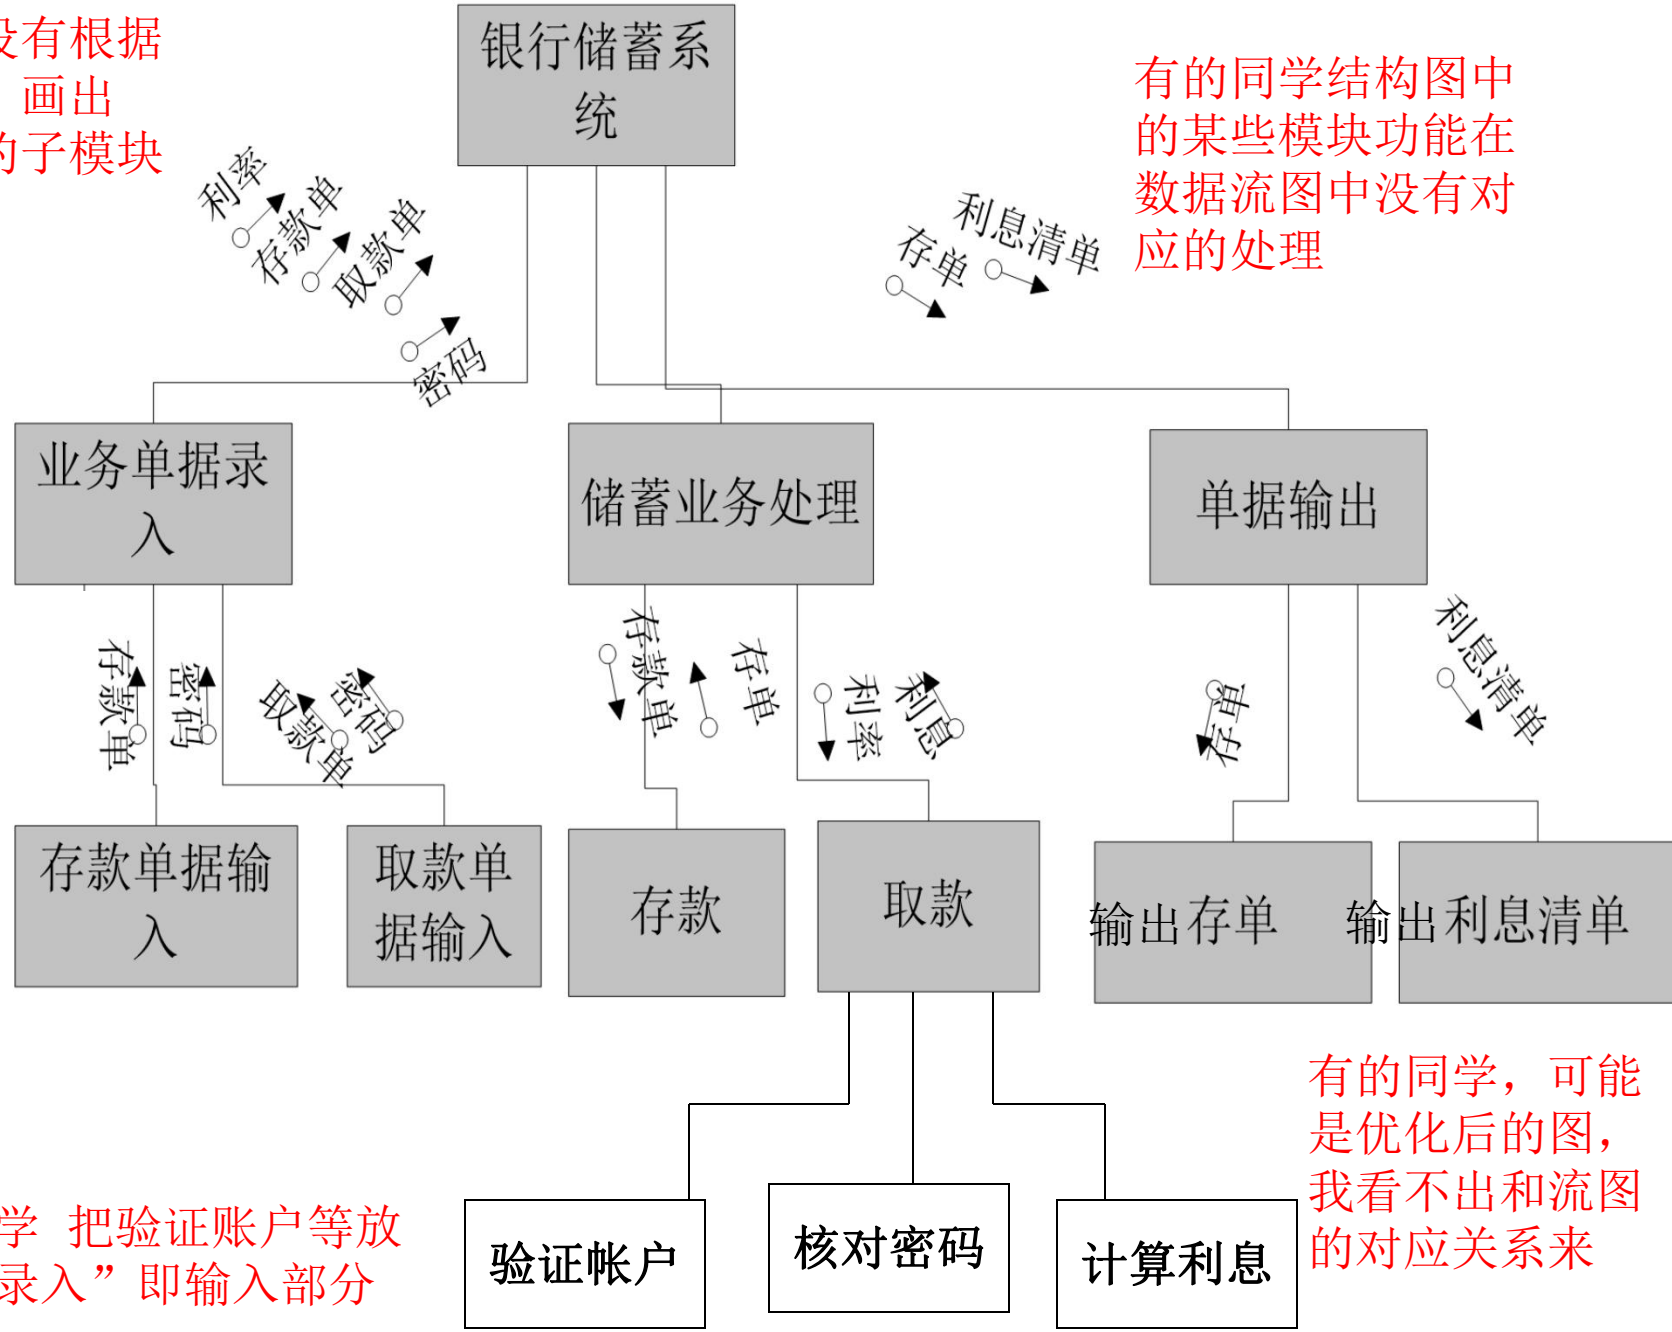 没有根据
画出
的子模块
银行储蓄系
统
有的同学结构图中
的某些模块功能在
数据流图中没有对
应的处理
利率
存款单
取款单
密码
存单
利息清单
业务单据录
入
储蓄业务处理
单据输出
存款单
密码
取款单
密码
存款单
存单
利率
利息
存单
利息清单
存款单据输
入
取款单
据输入
存款
取款
输出存单
输出利息清单
有的同学，可能
是优化后的图，
我看不出和流图
的对应关系来
学 把验证账户等放
录入”即输入部分
验证帐户
核对密码
计算利息